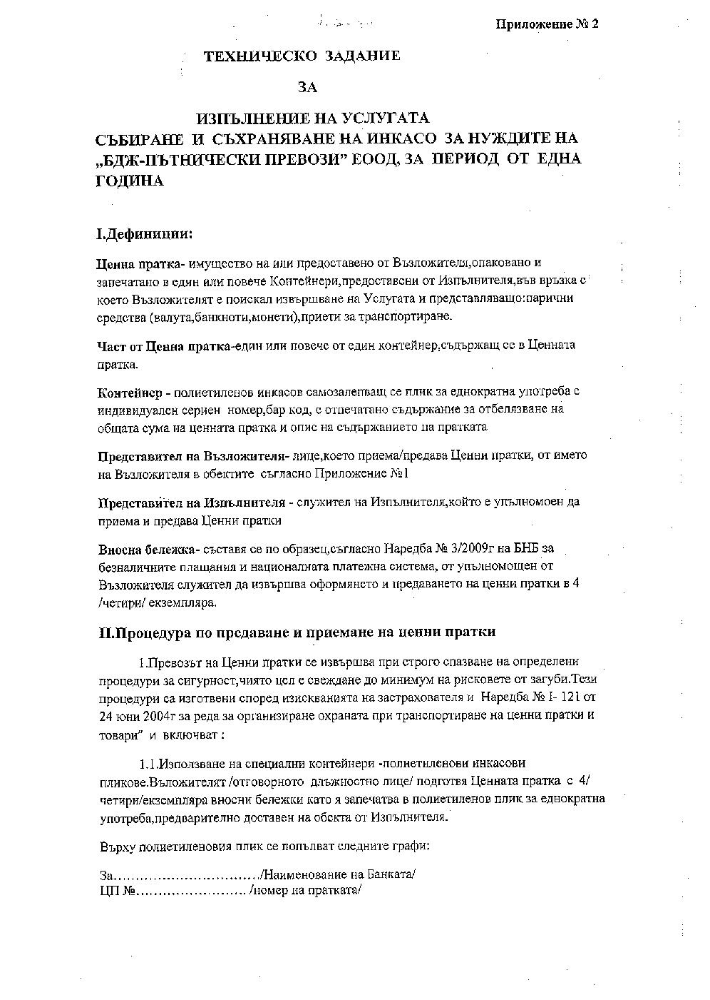 Приложение № 2
ТЕХНИЧЕСКО ЗАДАНИЕ
ЗА
ИЗПЪЛНЕНИЕ НА УСЛУГАТА
СЪБИРАНЕ И СЪХРАНЯВАНЕ НА ИНКАСО ЗА НУЖДИТЕ НА
„БДЖ-ПЪТНИЧЕСКИ ПРЕВОЗИ” ЕООД, ЗА ПЕРИОД ОТ ЕДНА
ГОДИНА
I.Дефиниции:
Ценна пратка- имущество на или предоставено от Възложителя,опаковано и
запечатано в един или повече Контейнери,предоставени от Изпълнителя,във връзка с
което Възложителят е поискал извършване на Услугата и представляващо:парични
средства (валута,банкноти,монети),приети за транспортиране.
Част от Ценна пратка-един или повече от един контейнер,съдържащ се в Ценната
пратка.
Контейнер - полиетиленов инкасов самозалепващ се плик за еднократна употреба с
индивидуален сериен номер,бар код, с отпечатано съдържание за отбелязване на
общата сума на ценната пратка и опис на съдържанието на пратката
Представител на Възложителя- лице,което приема/предава Ценни пратки, от името
на Възложителя в обектите съгласно Приложение №1
Представител на Изпълнителя - служител на Изпълнителя,който е упълномоен да
приема и предава Ценни пратки
Вносна бележка- съставя се по образец,съгласно Наредба № 3/2009г на БНБ за
безналичните плащания и националната платежна система, от упълномощен от
Възложителя служител да извършва оформянето и предаването на ценни пратки в 4
/четири/ екземпляра.
II.Процедура по предаване и приемане на ценни пратки
1.Превозът на Ценни пратки се извършва при строго спазване на определени
процедури за сигурност,чиято цел е свеждане до минимум на рисковете от загуби.Тези
процедури са изготвени според изискванията на застрахователя и Наредба № I- 121 от
24 юни 2004г за реда за организиране охраната при транспортиране на ценни пратки и
товари" и включват :
1.1.Използване на специални контейнери -полиетиленови инкасови
пликове.Въложителят /отговорното длъжностно лице/ подготвя Ценната пратка с 4/
четири/екземпляра вносни бележки като я запечатва в полиетиленов плик за еднократна
употреба,предварително доставен на обекта от Изпълнителя.
Върху полиетиленовия плик се попълват следните графи:
За................................./Наименование на Банката/
ЦП №......................... /номер на пратката/